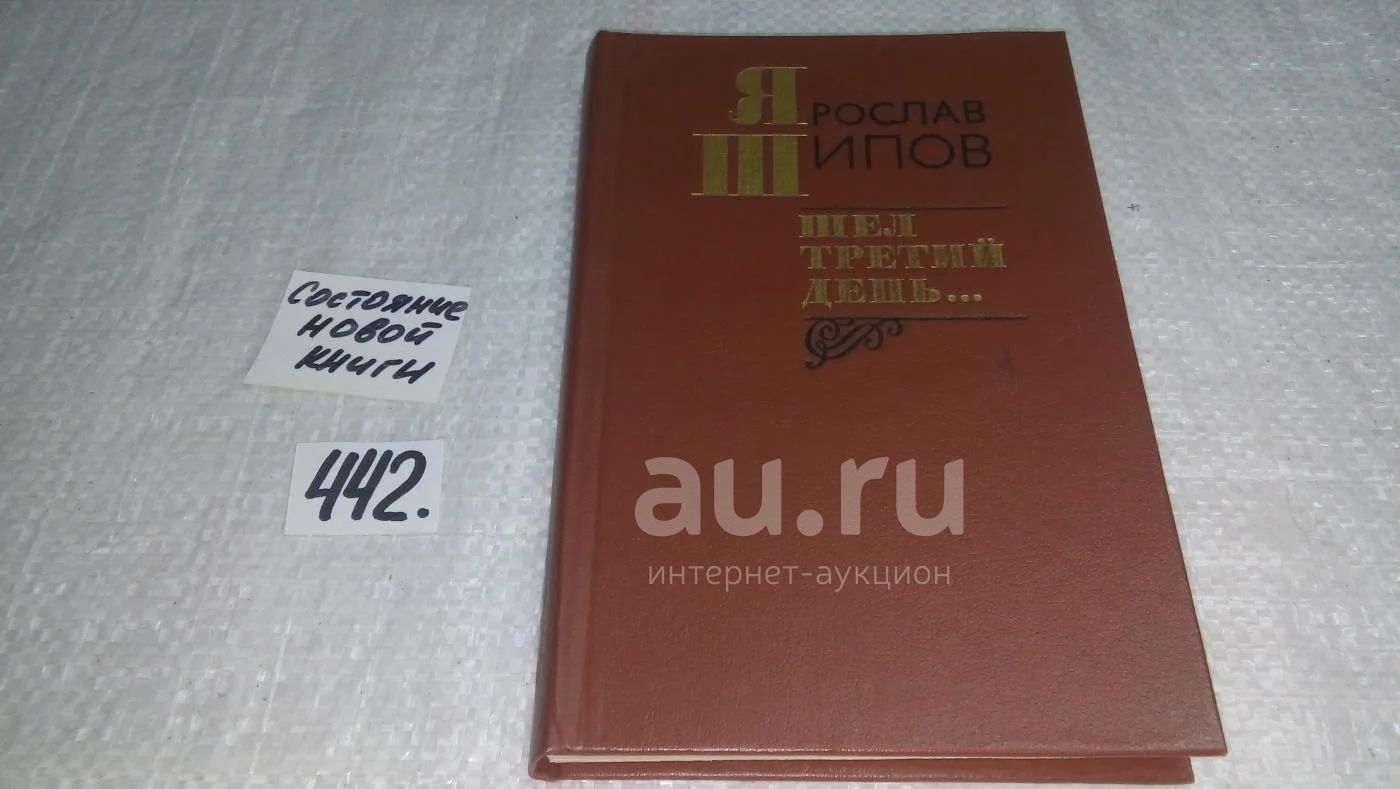 ЯРОСЛАВ
ШИПОВ
ШЕЛ
ТРЕТИЙ
ДЕНЬ...
Состояние
новой
книги
442.
au.ru
интернет-аукцион